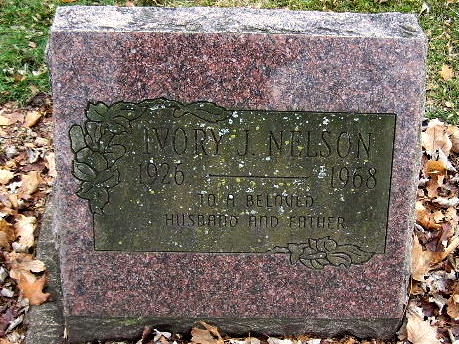 IVORY J. NELSON
1926 — 1968
TO A BELOVED
HUSBAND AND FATHER